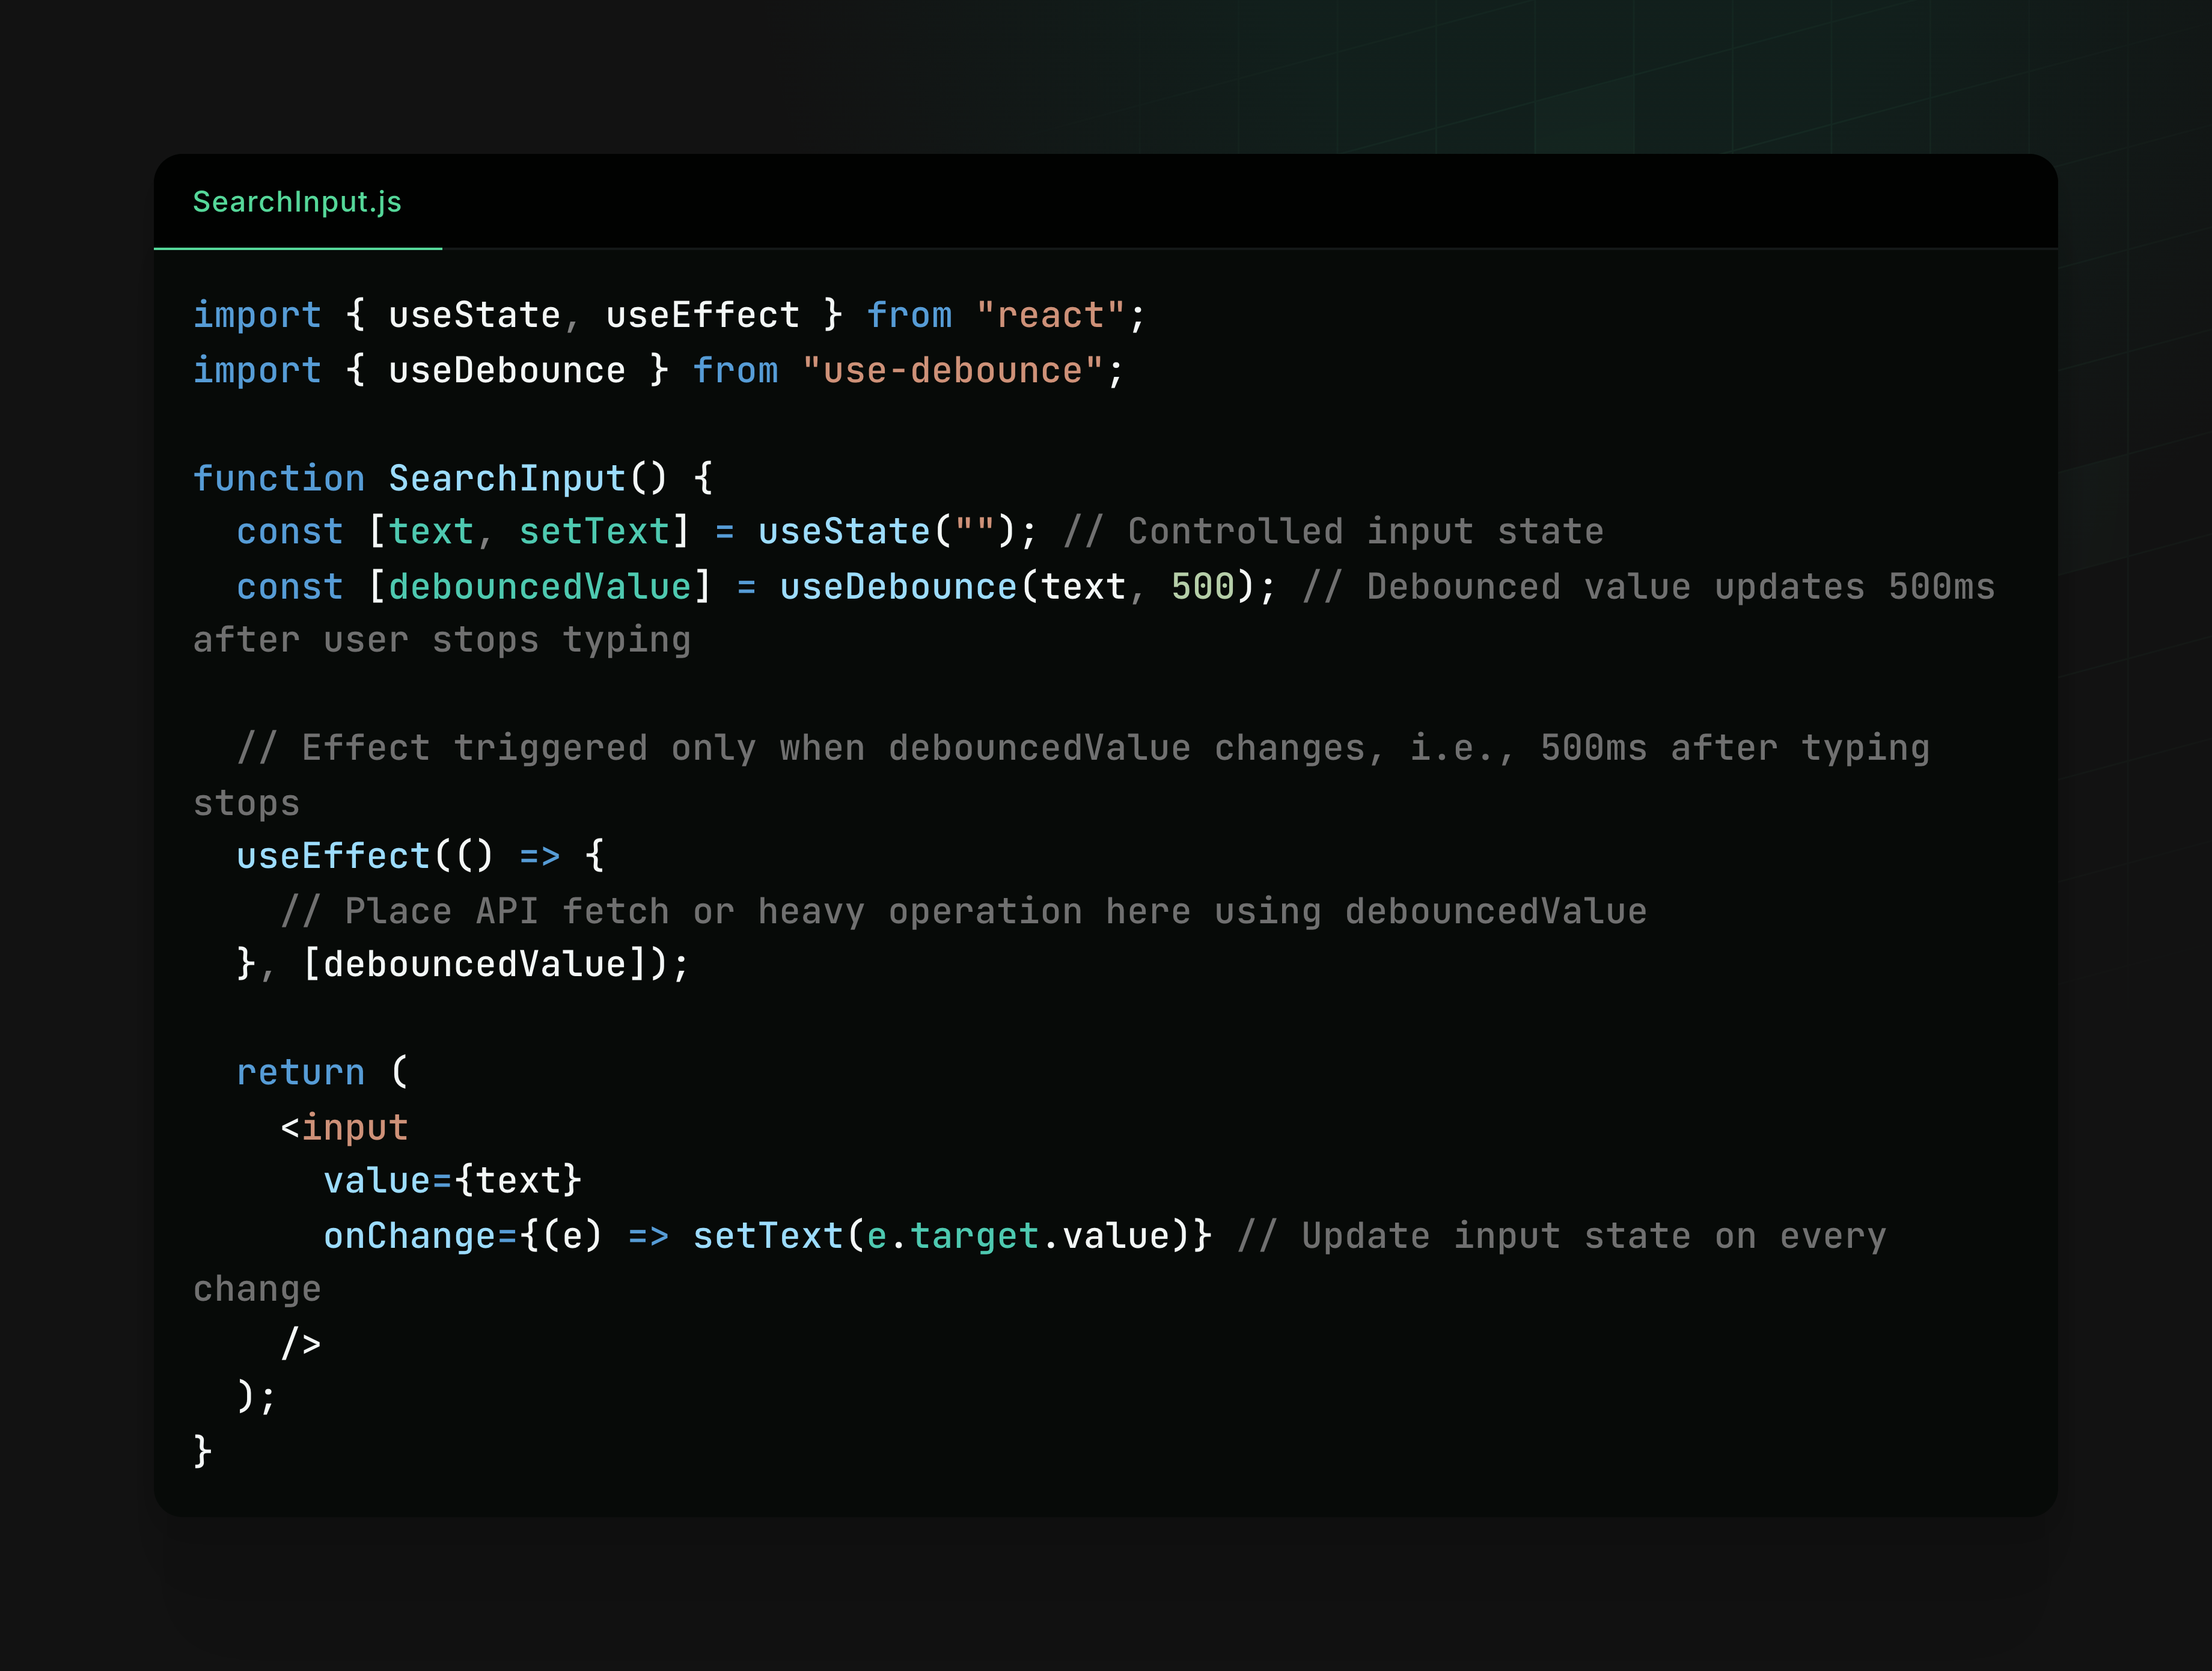 SearchInput.js
import { useState, useEffect } from "react";
import { useDebounce } from "use-debounce";
function SearchInput() {
  const [text, setText] = useState(""); // Controlled input state
  const [debouncedValue] = useDebounce(text, 500); // Debounced value updates 500ms
after user stops typing
  // Effect triggered only when debouncedValue changes, i.e., 500ms after typing
stops
  useEffect(() => {
    // Place API fetch or heavy operation here using debouncedValue
  }, [debouncedValue]);
  return (
    <input
      value={text}
      onChange={(e) => setText(e.target.value)} // Update input state on every
change
    />
  );
}